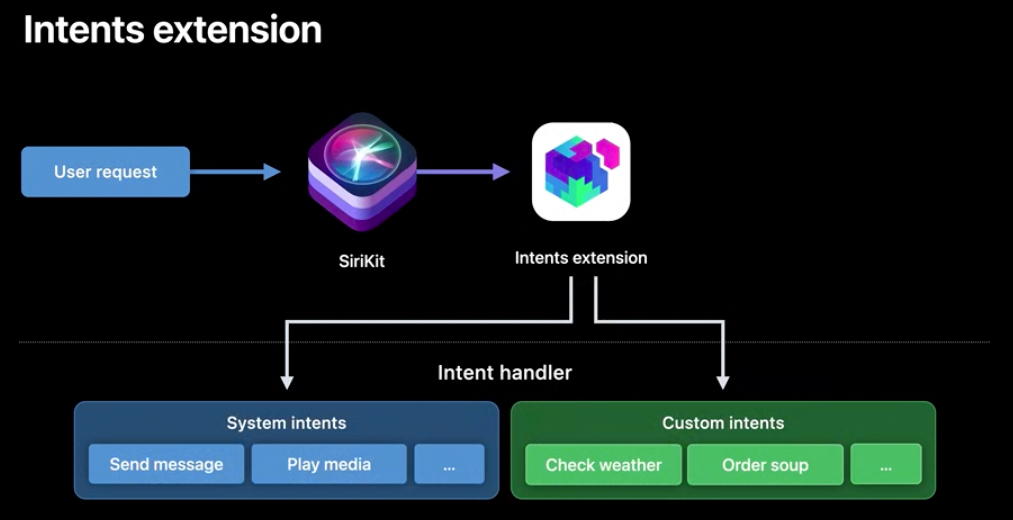 Intents extension
User request
SiriKit
Intents extension
Intent handler
System intents
Send message
Play media
...
Custom intents
Check weather
Order soup
...